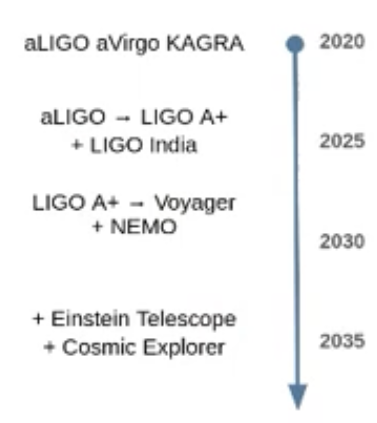 aLIGO aVirgo KAGRA
2020
aLIGO → LIGO A+
+ LIGO India
2025
LIGO A+ → Voyager
+ NEMO
2030
+ Einstein Telescope
+ Cosmic Explorer
2035